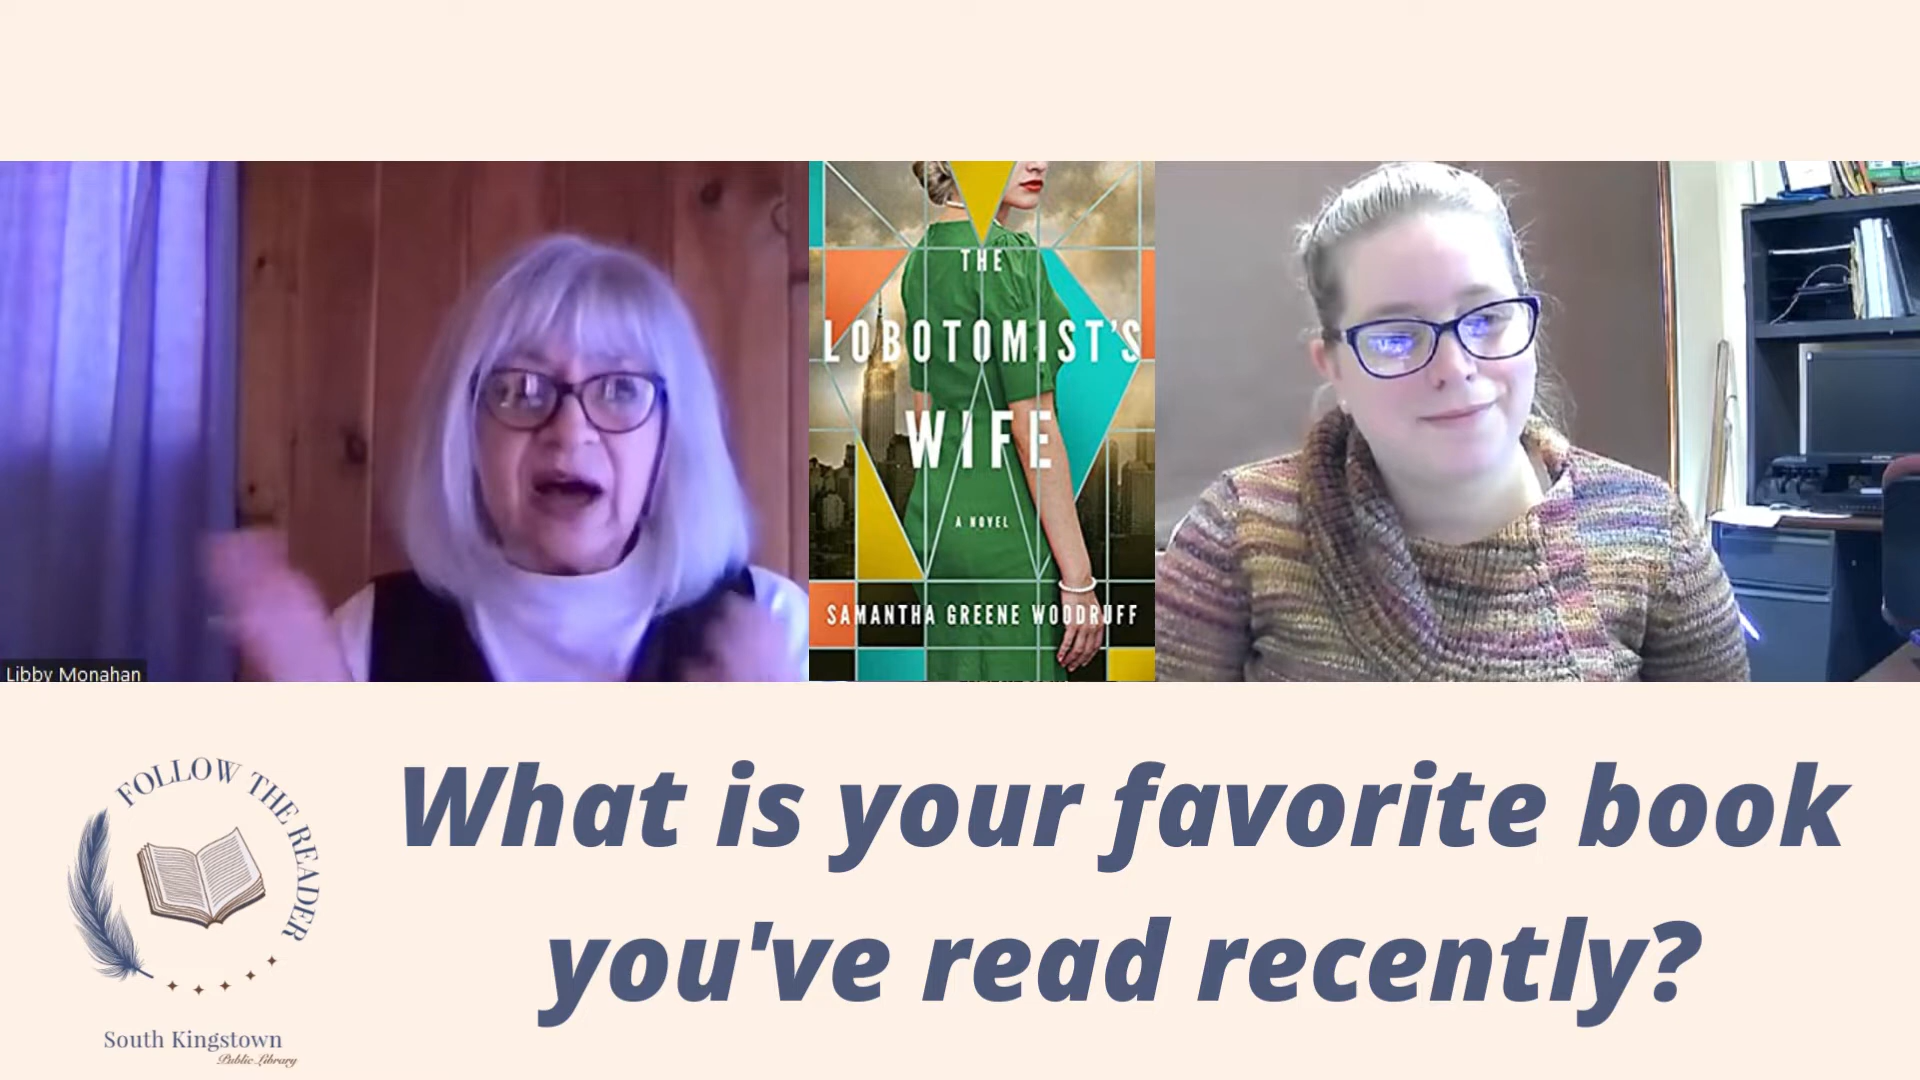 THE
LOBOTOMIST'S
WIFE
A NOVEL
SAMANTHA GREENE WOODRUFF
Libby Monahan
FOLLOW THE READER
South Kingstown
Public Library
What is your favorite book
you've read recently?